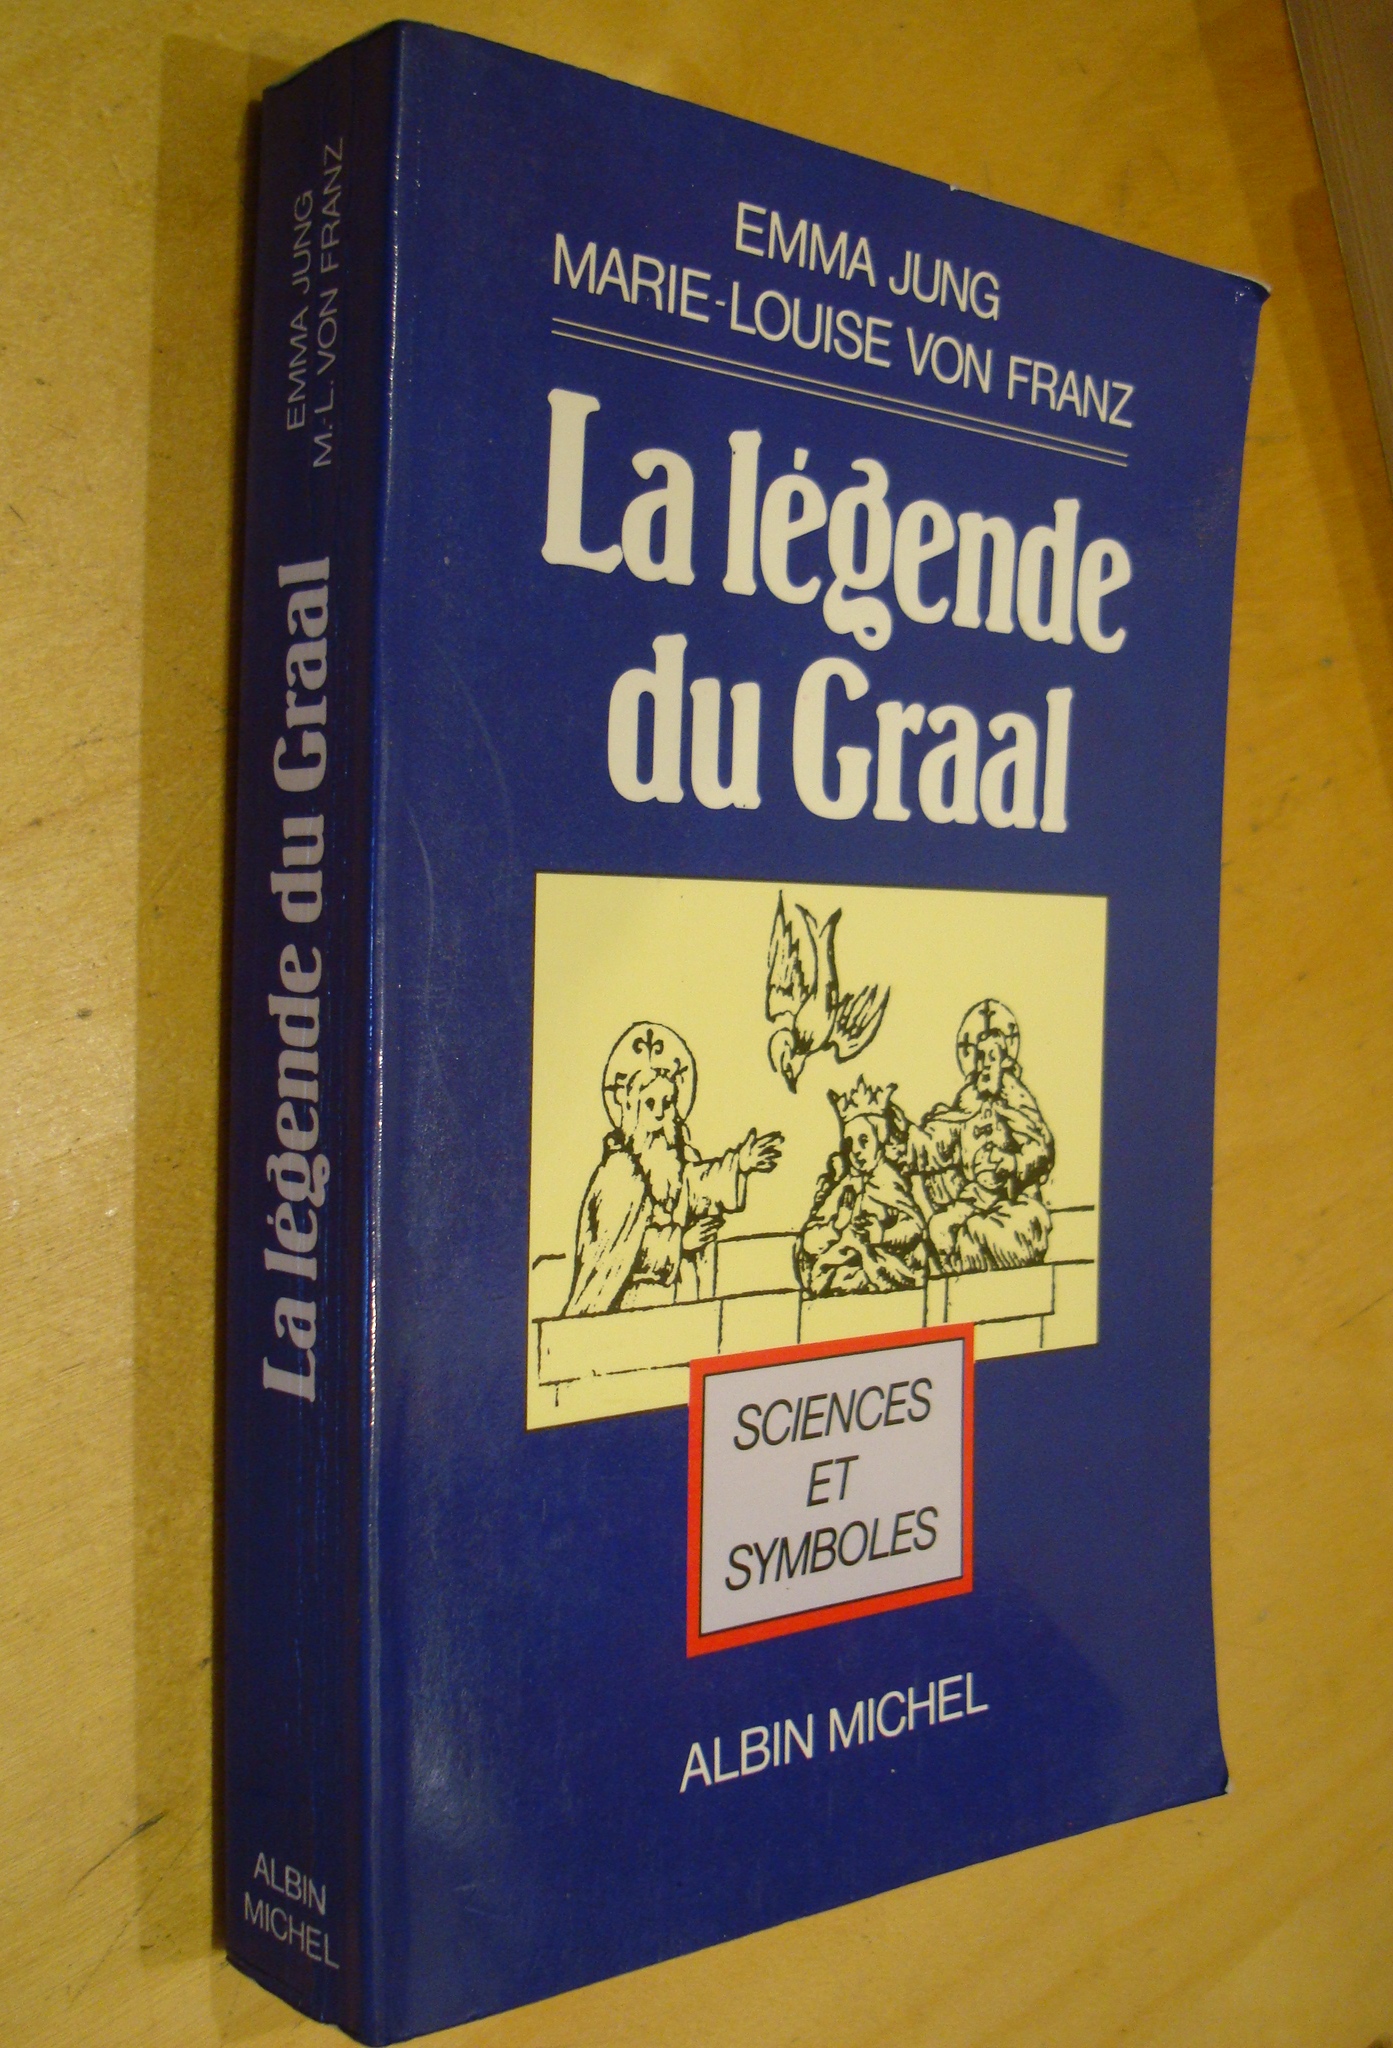 EMMA JUNG
M.-L. VON FRANZ
La légende du Graal
ALBIN
MICHEL
EMMA JUNG
MARIE-LOUISE VON FRANZ
La légende
du Graal
SCIENCES
ET
SYMBOLES
ALBIN MICHEL